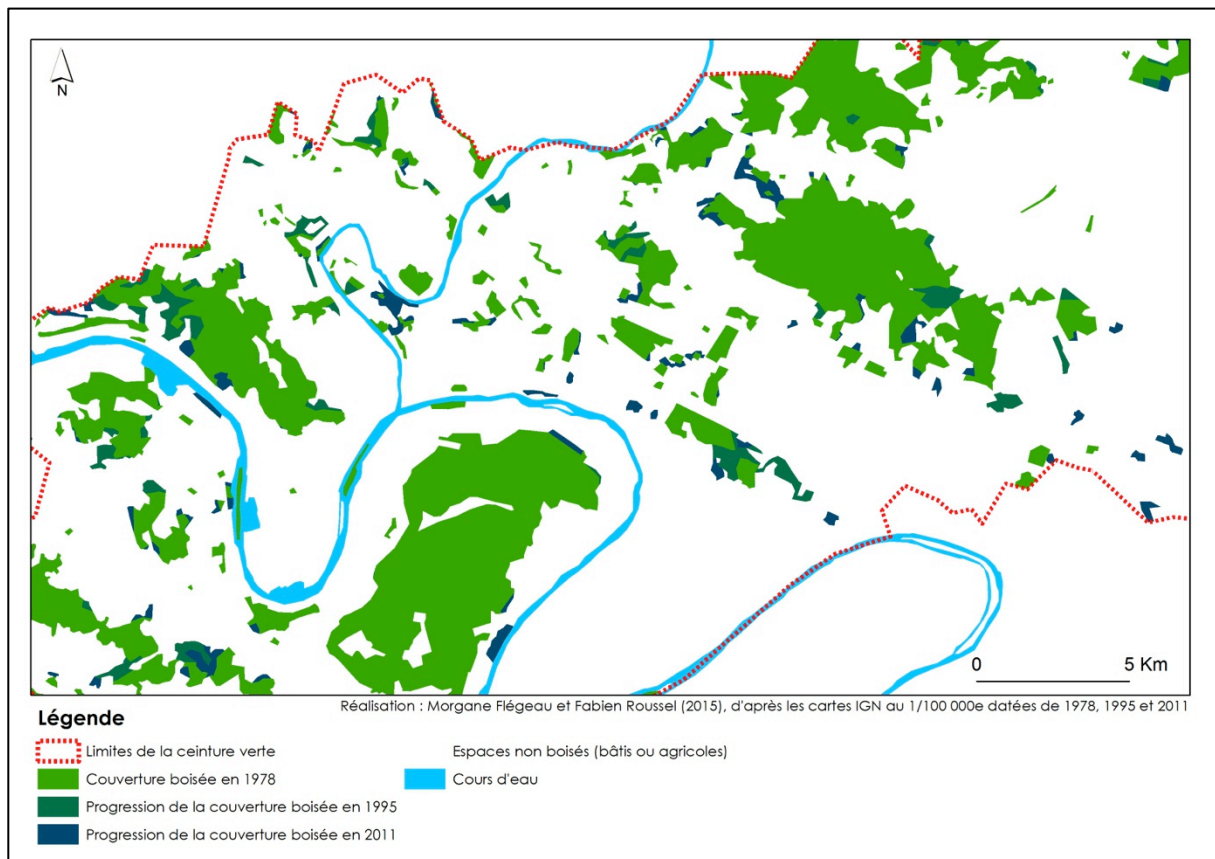 N
0 5 Km
Réalisation : Morgane Flégeau et Fabien Roussel (2015), d'après les cartes IGN au 1/100 000e datées de 1978, 1995 et 2011
Légende
Limites de la ceinture verte
Couverture boisée en 1978
Progression de la couverture boisée en 1995
Progression de la couverture boisée en 2011
Espaces non boisés (bâtis ou agricoles)
Cours d'eau